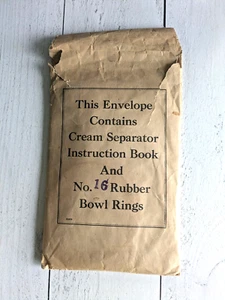 This Envelope
Contains
Cream Separator
Instruction Book
And
No. 16 Rubber
Bowl Rings